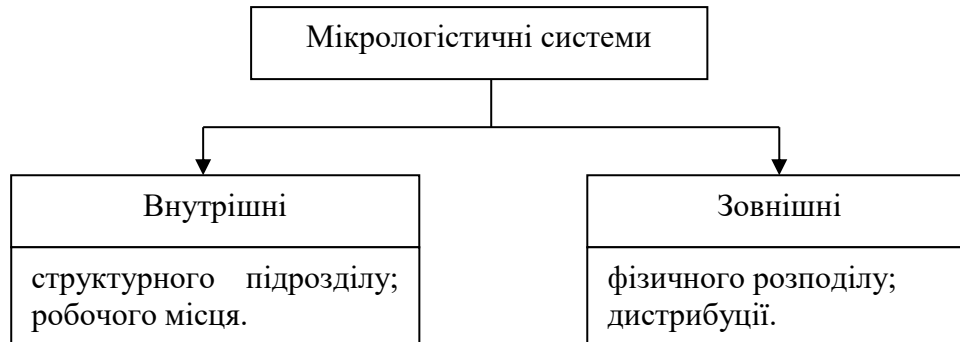 Мікрологістичні системи
Внутрішні
Зовнішні
структурного підрозділу;
робочого місця.
фізичного розподілу;
дистрибуції.